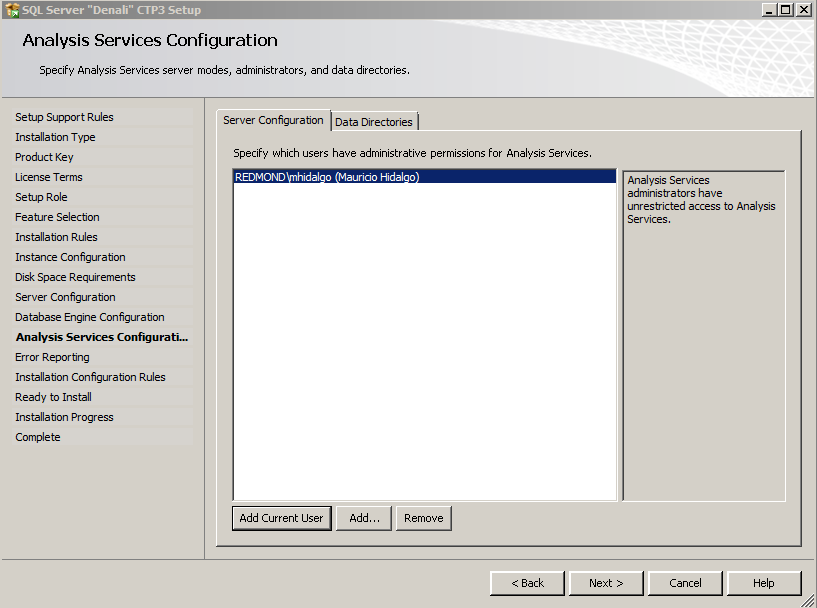 SQL Server "Denali" CTP3 Setup
Analysis Services Configuration
Specify Analysis Services server modes, administrators, and data directories.
Setup Support Rules
Installation Type
Product Key
License Terms
Setup Role
Feature Selection
Installation Rules
Instance Configuration
Disk Space Requirements
Server Configuration
Database Engine Configuration
Analysis Services Configurati...
Error Reporting
Installation Configuration Rules
Ready to Install
Installation Progress
Complete
Server Configuration Data Directories
Specify which users have administrative permissions for Analysis Services.
REDMOND\mhidalgo (Mauricio Hidalgo)
Analysis Services
administrators have
unrestricted access to Analysis
Services.
Add Current User Add... Remove
< Back Next > Cancel Help